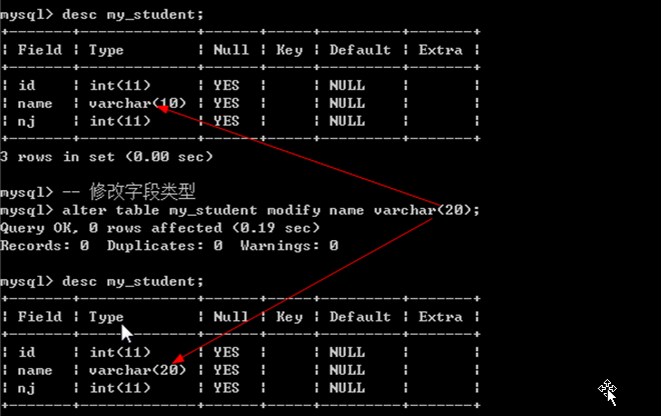 mysql> desc my_student;
+-------+-------------+------+-----+---------+-------+
| Field | Type        | Null | Key | Default | Extra |
+-------+-------------+------+-----+---------+-------+
| id    | int(11)     | YES  |     | NULL    |       |
| name  | varchar(10) | YES  |     | NULL    |       |
| nj    | int(11)     | YES  |     | NULL    |       |
+-------+-------------+------+-----+---------+-------+
3 rows in set (0.00 sec)
mysql> -- 修改字段类型
mysql> alter table my_student modify name varchar(20);
Query OK, 0 rows affected (0.19 sec)
Records: 0  Duplicates: 0  Warnings: 0
mysql> desc my_student;
+-------+-------------+------+-----+---------+-------+
| Field | Type        | Null | Key | Default | Extra |
+-------+-------------+------+-----+---------+-------+
| id    | int(11)     | YES  |     | NULL    |       |
| name  | varchar(20) | YES  |     | NULL    |       |
| nj    | int(11)     | YES  |     | NULL    |       |
+-------+-------------+------+-----+---------+-------+